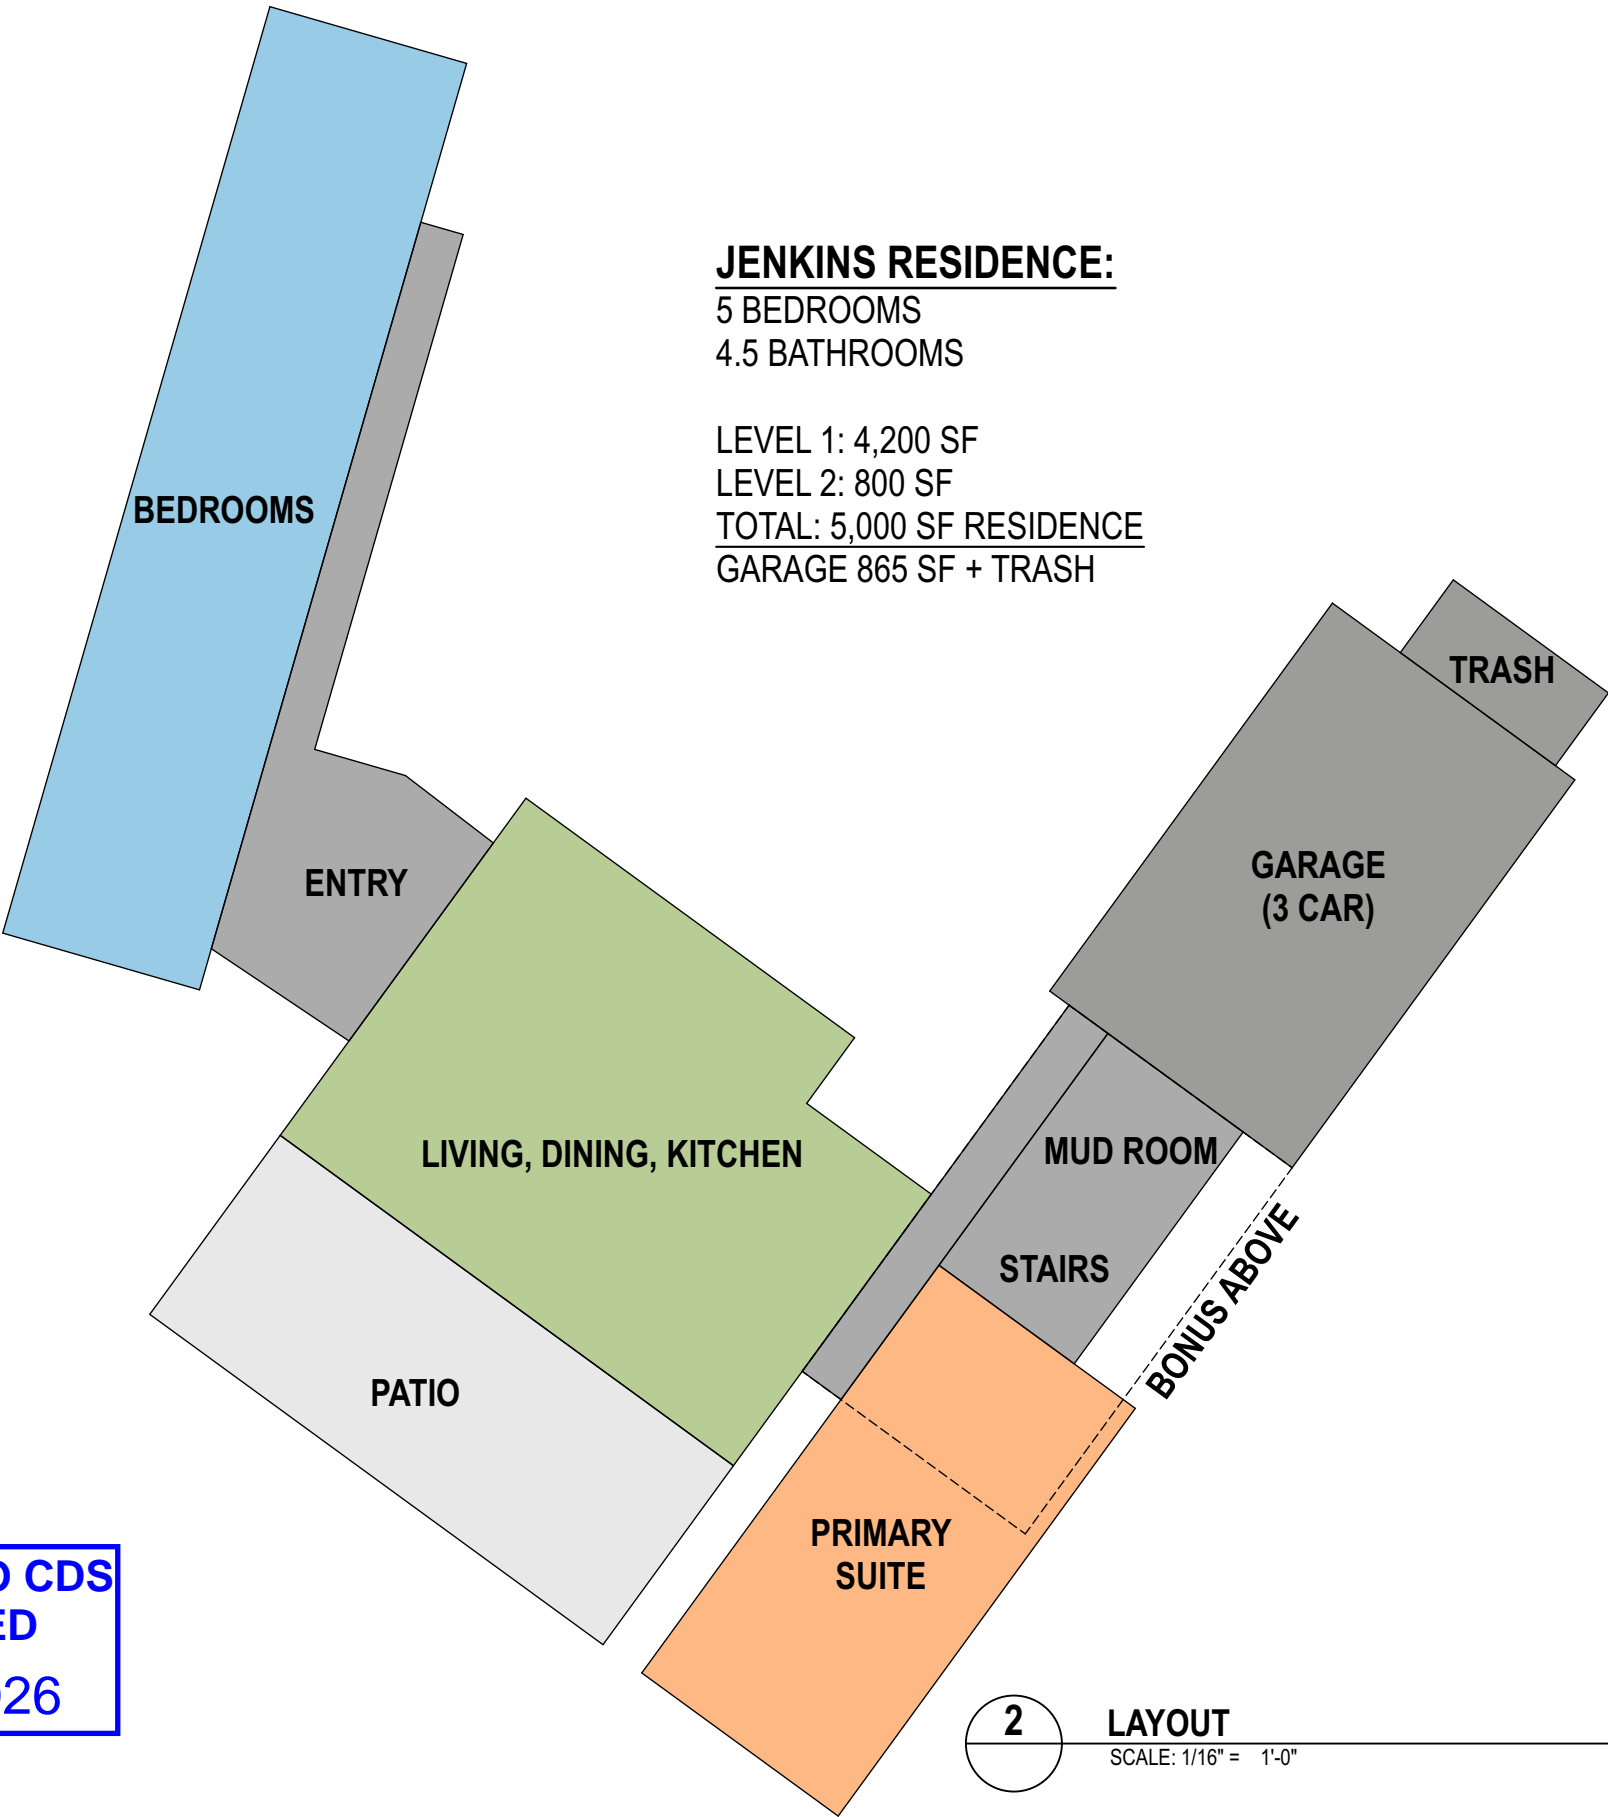 JENKINS RESIDENCE:
5 BEDROOMS
4.5 BATHROOMS
LEVEL 1: 4,200 SF
LEVEL 2: 800 SF
TOTAL: 5,000 SF RESIDENCE
GARAGE 865 SF + TRASH
BEDROOMS
TRASH
GARAGE
(3 CAR)
ENTRY
LIVING, DINING, KITCHEN
MUD ROOM
STAIRS
BONUS ABOVE
PATIO
PRIMARY
SUITE
CDS
26
2
LAYOUT
SCALE: 1/16" = 1'-0"